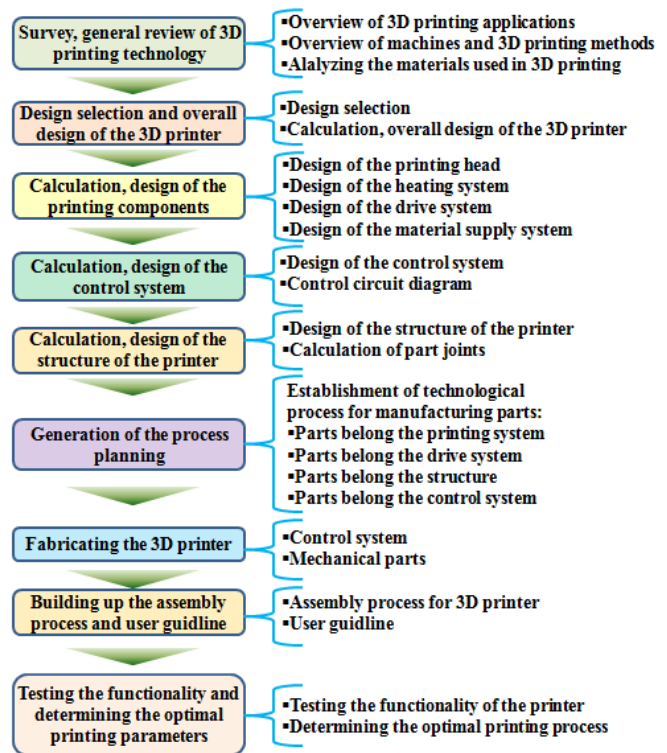 Survey, general review of 3D
printing technology
▪Overview of 3D printing applications
▪Overview of machines and 3D printing methods
▪Alalyzing the materials used in 3D printing
Design selection and overall
design of the 3D printer
▪Design selection
▪Calculation, overall design of the 3D printer
Calculation, design of the
printing components
▪Design of the printing head
▪Design of the heating system
▪Design of the drive system
▪Design of the material supply system
Calculation, design of the
control system
▪Design of the control system
▪Control circuit diagram
Calculation, design of the
structure of the printer
▪Design of the structure of the printer
▪Calculation of part joints
Generation of the process
planning
Establishment of technological
process for manufacturing parts:
▪Parts belong the printing system
▪Parts belong the drive system
▪Parts belong the structure
▪Parts belong the control system
Fabricating the 3D printer
▪Control system
▪Mechanical parts
Building up the assembly
process and user guidline
▪Assembly process for 3D printer
▪User guidline
Testing the functionality and
determining the optimal
printing parameters
▪Testing the functionality of the printer
▪Determining the optimal printing process